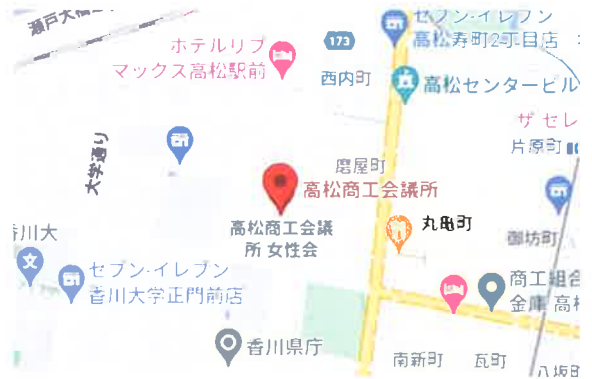 瀬戸大
セブン-イレブン
高松寿町2丁目店
173
ホテルリブ
マックス高松駅前
西内町
高松センタービル
ザ セレ
片原町
大学通り
磨屋町
高松商工会議所
高松商工会議
所 女性会
丸亀町
御坊町
香川大
セブン-イレブン
香川大学正門前店
商工組合
金庫 高松
香川県庁
南新町
瓦町
八坂町